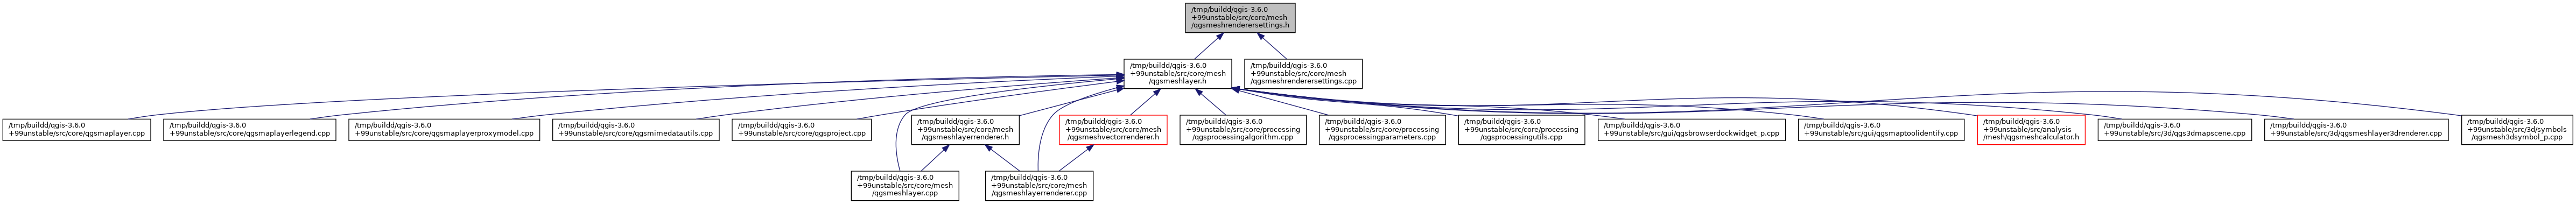 /tmp/buildd/qgis-3.6.0
+99unstable/src/core/mesh
/qgsmeshrenderersettings.h
/tmp/buildd/qgis-3.6.0
+99unstable/src/core/mesh
/qgsmeshlayer.h
/tmp/buildd/qgis-3.6.0
+99unstable/src/core/mesh
/qgsmeshrenderersettings.cpp
/tmp/buildd/qgis-3.6.0
+99unstable/src/core/qgsmaplayer.cpp
/tmp/buildd/qgis-3.6.0
+99unstable/src/core/qgsmaplayerlegend.cpp
/tmp/buildd/qgis-3.6.0
+99unstable/src/core/qgsmaplayerproxymodel.cpp
/tmp/buildd/qgis-3.6.0
+99unstable/src/core/qgsmimedatautils.cpp
/tmp/buildd/qgis-3.6.0
+99unstable/src/core/qgsproject.cpp
/tmp/buildd/qgis-3.6.0
+99unstable/src/core/mesh
/qgsmeshlayerrenderer.h
/tmp/buildd/qgis-3.6.0
+99unstable/src/core/mesh
/qgsmeshvectorrenderer.h
/tmp/buildd/qgis-3.6.0
+99unstable/src/core/processing
/qgsprocessingalgorithm.cpp
/tmp/buildd/qgis-3.6.0
+99unstable/src/core/processing
/qgsprocessingparameters.cpp
/tmp/buildd/qgis-3.6.0
+99unstable/src/core/processing
/qgsprocessingutils.cpp
/tmp/buildd/qgis-3.6.0
+99unstable/src/gui/qgsbrowserdockwidget_p.cpp
/tmp/buildd/qgis-3.6.0
+99unstable/src/gui/qgsmaptoolidentify.cpp
/tmp/buildd/qgis-3.6.0
+99unstable/src/analysis
/mesh/qgsmeshcalculator.h
/tmp/buildd/qgis-3.6.0
+99unstable/src/3d/qgs3dmapscene.cpp
/tmp/buildd/qgis-3.6.0
+99unstable/src/3d/qgsmeshlayer3drenderer.cpp
/tmp/buildd/qgis-3.6.0
+99unstable/src/3d/symbols
/qgsmesh3dsymbol_p.cpp
/tmp/buildd/qgis-3.6.0
+99unstable/src/core/mesh
/qgsmeshlayer.cpp
/tmp/buildd/qgis-3.6.0
+99unstable/src/core/mesh
/qgsmeshlayerrenderer.cpp